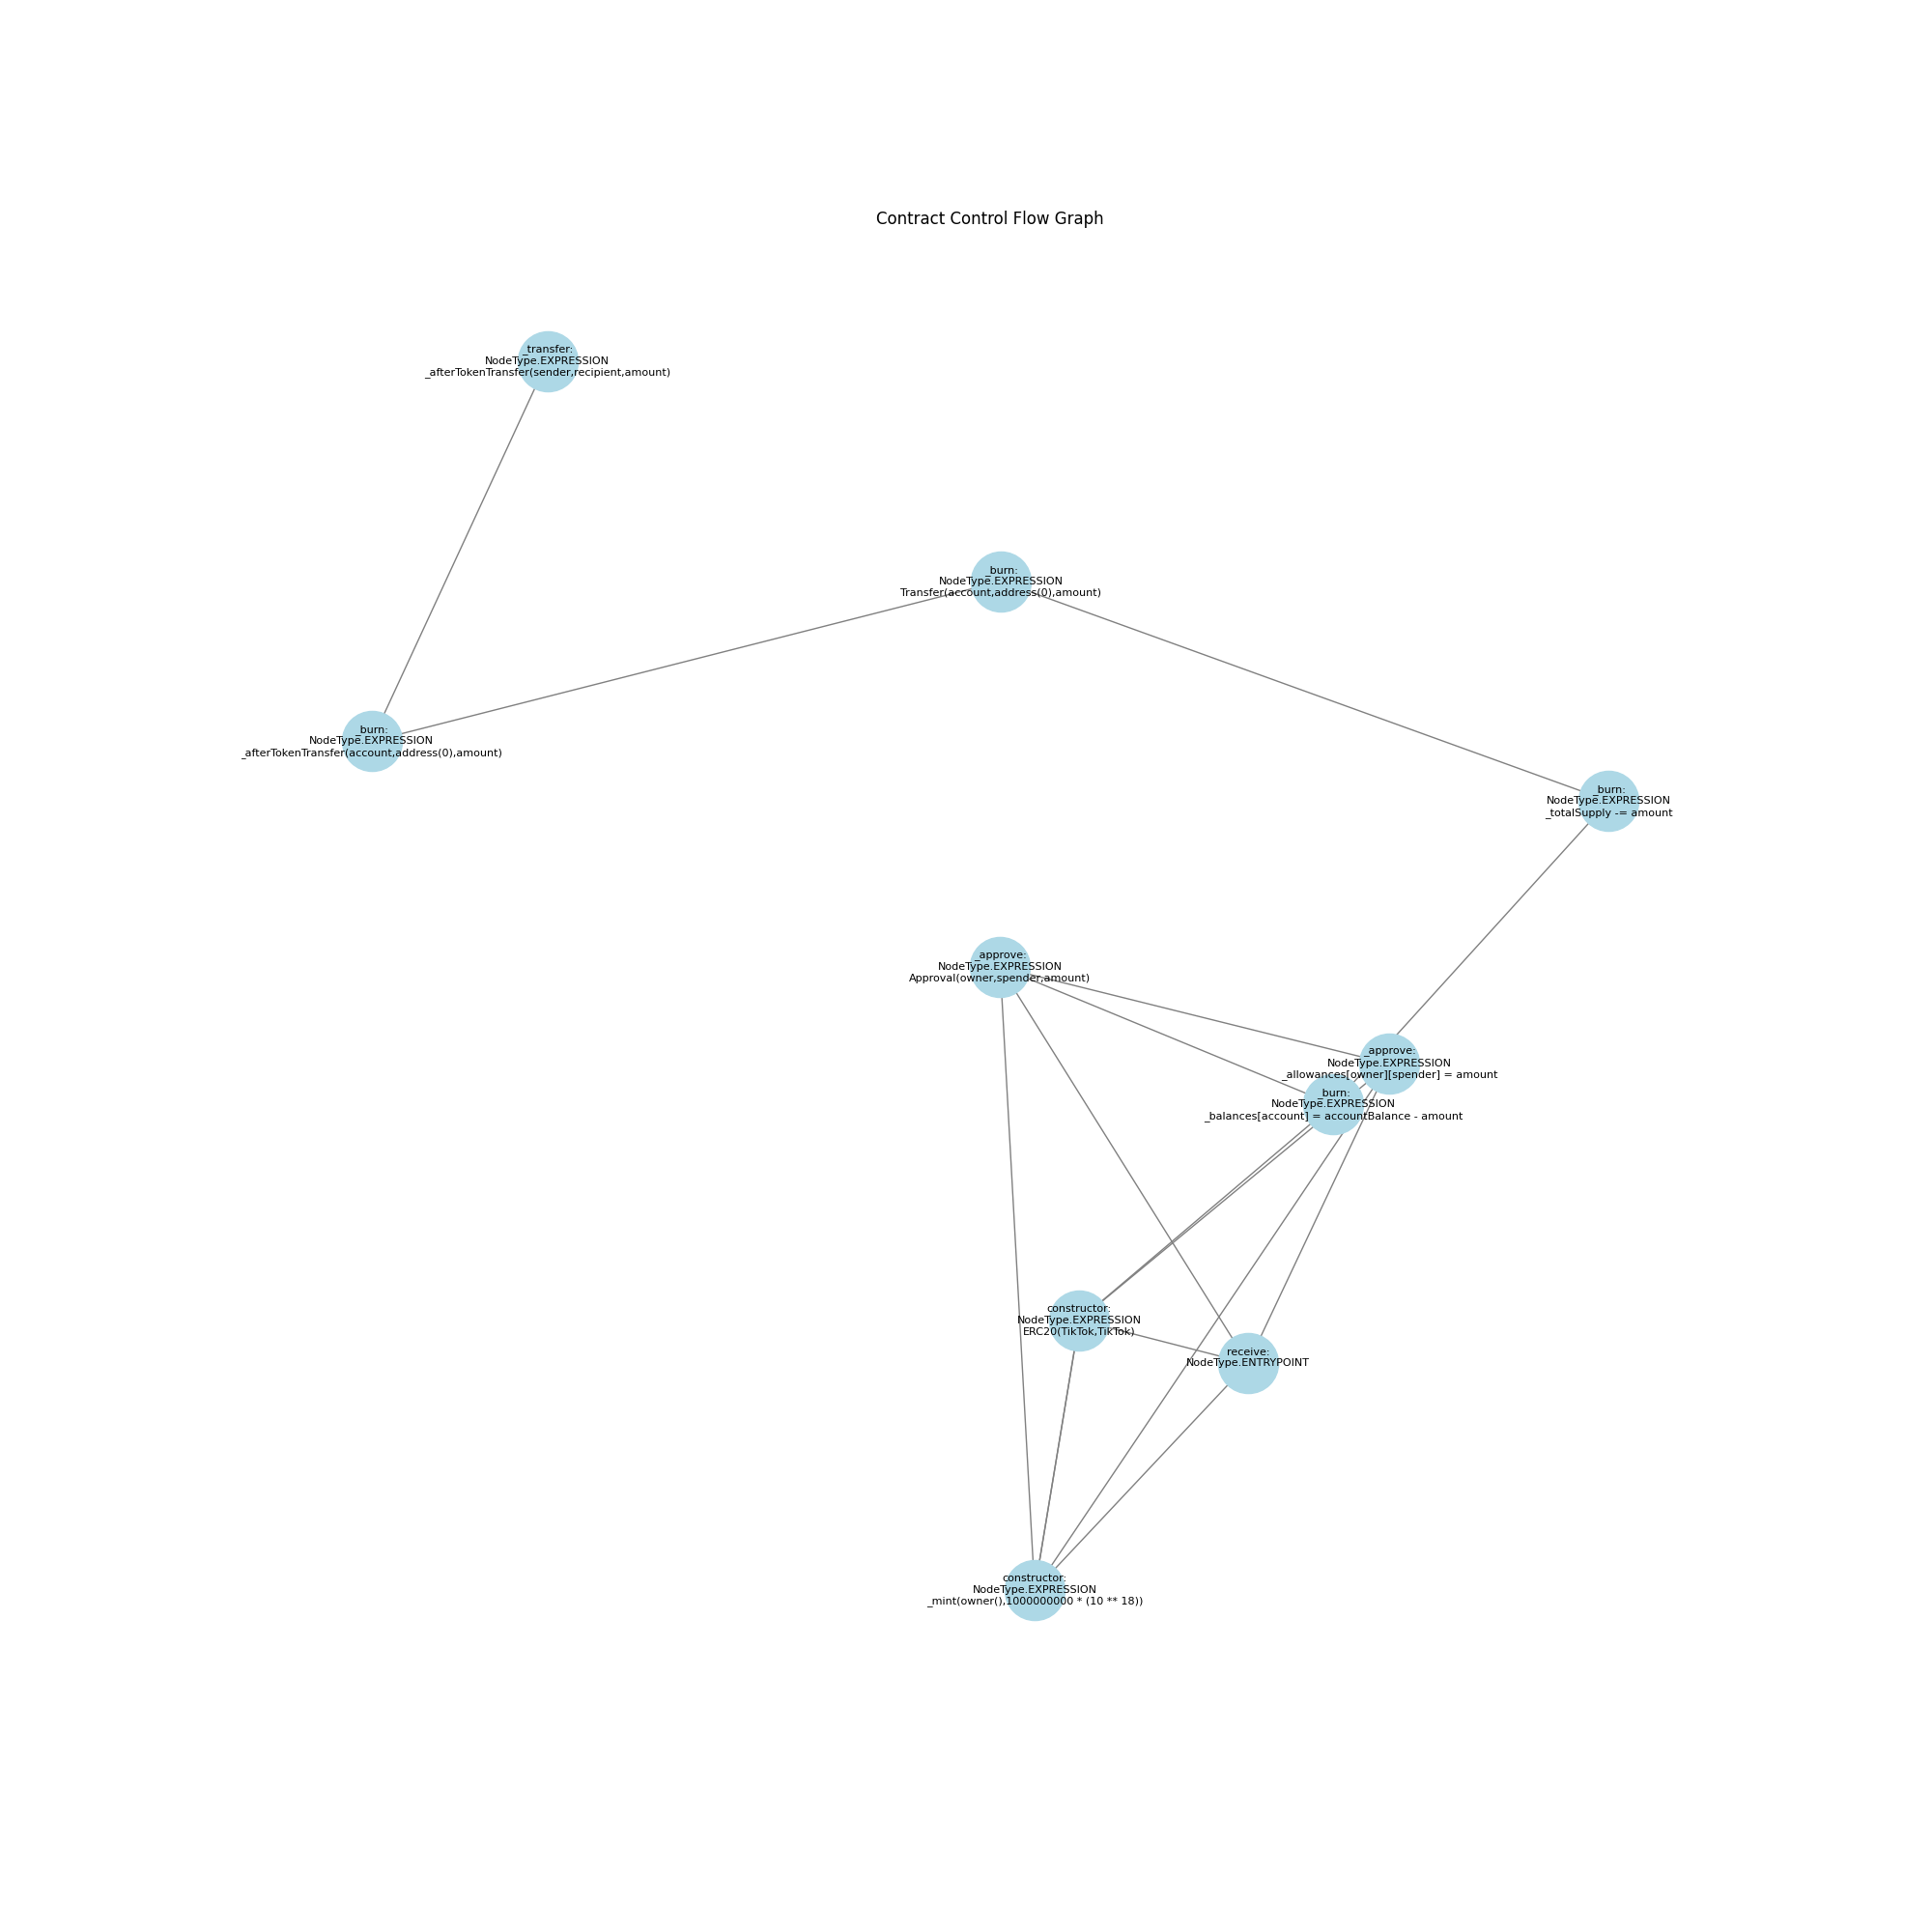 Contract Control Flow Graph
_transfer:
NodeType.EXPRESSION
_afterTokenTransfer(sender,recipient,amount)
_burn:
NodeType.EXPRESSION
Transfer(account,address(0),amount)
_burn:
NodeType.EXPRESSION
_afterTokenTransfer(account,address(0),amount)
_burn:
NodeType.EXPRESSION
_totalSupply -= amount
_approve:
NodeType.EXPRESSION
Approval(owner,spender,amount)
_approve:
NodeType.EXPRESSION
_allowances[owner][spender] = amount
_burn:
NodeType.EXPRESSION
_balances[account] = accountBalance - amount
constructor:
NodeType.EXPRESSION
ERC20(TikTok,TikTok)
receive:
NodeType.ENTRYPOINT
constructor:
NodeType.EXPRESSION
_mint(owner(),1000000000 * (10 ** 18))